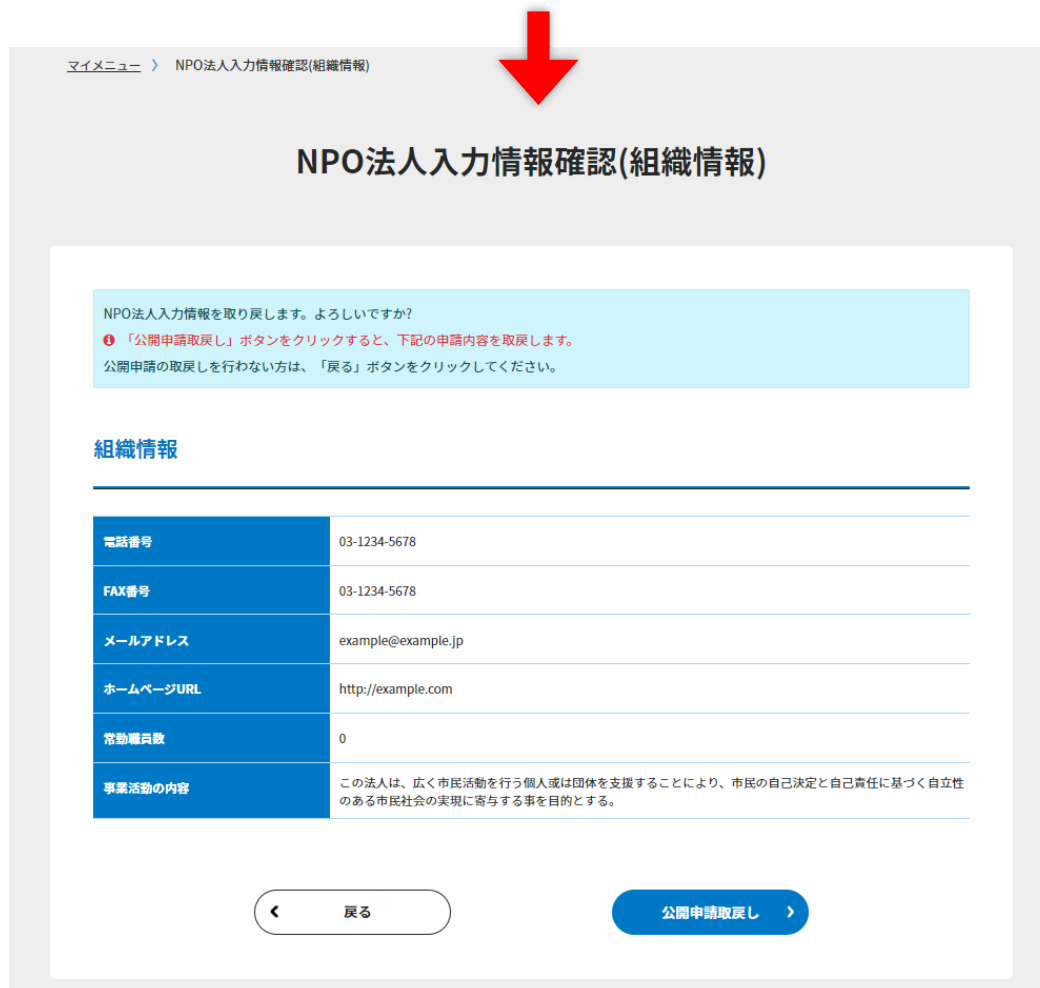 マイメニュー 〉 NPO法人入力情報確認(組織情報)
NPO法人入力情報確認(組織情報)
NPO法人入力情報を取り戻します。よろしいですか?
「公開申請取戻し」ボタンをクリックすると、下記の申請内容を取戻します。
公開申請の取戻しを行わない方は、「戻る」ボタンをクリックしてください。
組織情報
電話番号 03-1234-5678
FAX番号 03-1234-5678
メールアドレス example@example.jp
ホームページURL http://example.com
常勤職員数 0
事業活動の内容 この法人は、広く市民活動を行う個人或は団体を支援することにより、市民の自己決定と自己責任に基づく自立性
のある市民社会の実現に寄与する事を目的とする。
戻る 公開申請取戻し